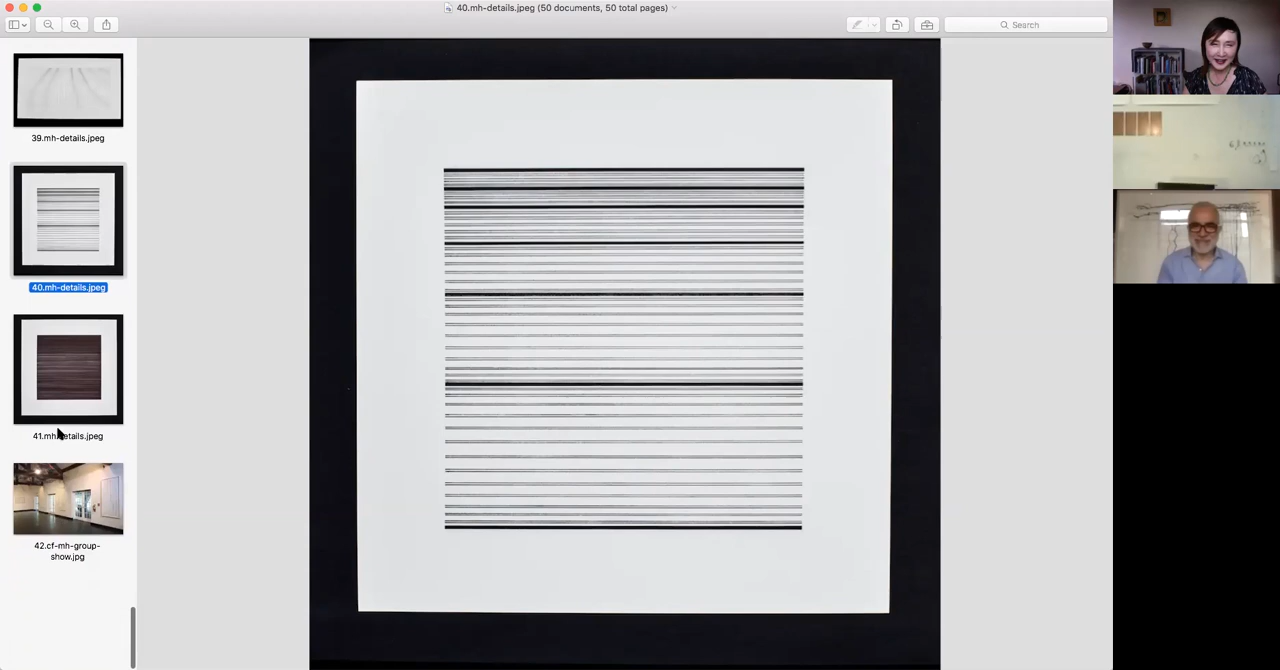 40.mh-details.jpeg (50 documents, 50 total pages)
Search
39.mh-details.jpeg
40.mh-details.jpeg
41.mh-details.jpeg
42.cf-mh-group-
show.jpg